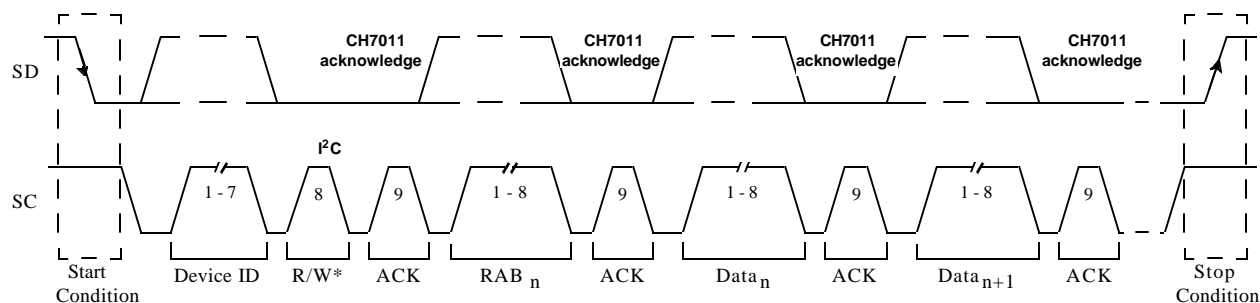 CH7011 acknowledge
CH7011 acknowledge
CH7011 acknowledge
CH7011 acknowledge
SD
I²C
SC
1 - 7
8
9
1 - 8
9
1 - 8
9
1 - 8
9
Start Condition
Device ID
R/W*
ACK
RAB n
ACK
Data n
ACK
Data n+1
ACK
Stop Condition